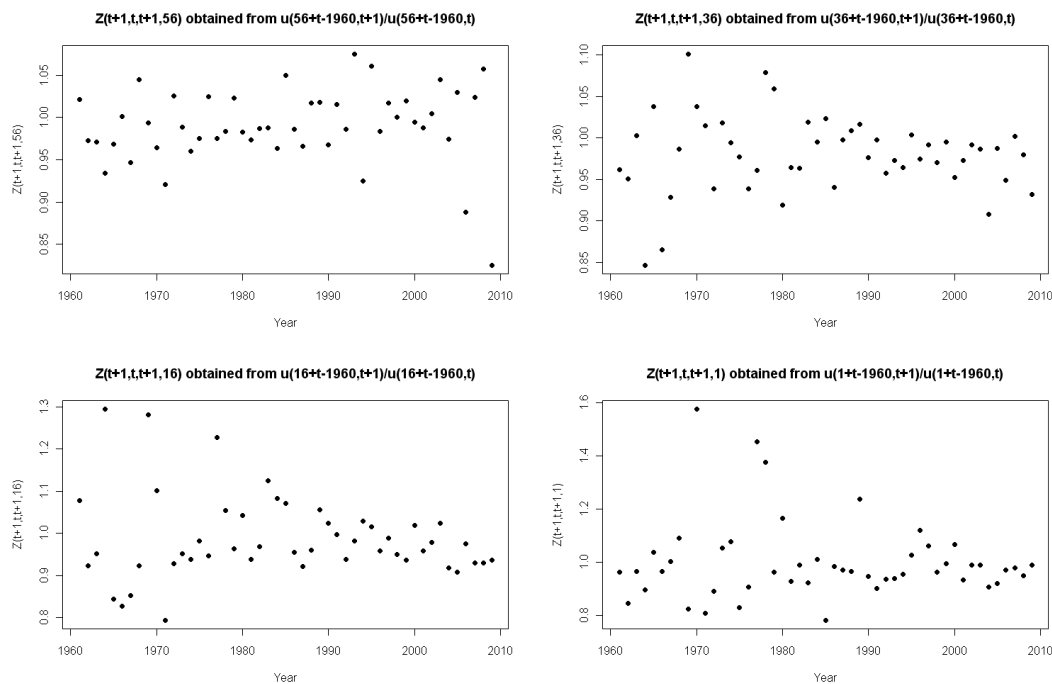 Z(t+1,t,t+1,56) obtained from u(56+t-1960,t+1)/u(56+t-1960,t)
Z(t+1,t,t+1,56)
1.05
1.00
0.95
0.90
0.85
1960 1970 1980 1990 2000 2010
Year
Z(t+1,t,t+1,36) obtained from u(36+t-1960,t+1)/u(36+t-1960,t)
Z(t+1,t,t+1,36)
1.10
1.05
1.00
0.95
0.90
0.85
1960 1970 1980 1990 2000 2010
Year
Z(t+1,t,t+1,16) obtained from u(16+t-1960,t+1)/u(16+t-1960,t)
Z(t+1,t,t+1,16)
1.3
1.2
1.1
1.0
0.9
0.8
1960 1970 1980 1990 2000 2010
Year
Z(t+1,t,t+1,1) obtained from u(1+t-1960,t+1)/u(1+t-1960,t)
Z(t+1,t,t+1,1)
1.6
1.4
1.2
1.0
0.8
1960 1970 1980 1990 2000 2010
Year